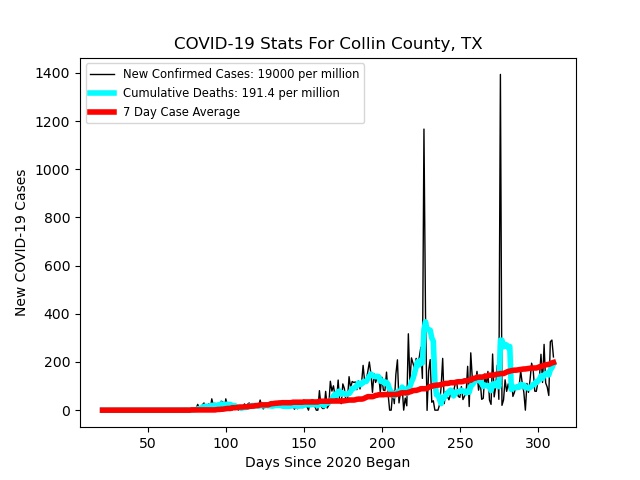 COVID-19 Stats For Collin County, TX
New Confirmed Cases: 19000 per million
Cumulative Deaths: 191.4 per million
7 Day Case Average
1400
1200
1000
800
600
400
200
0
New COVID-19 Cases
50 100 150 200 250 300
Days Since 2020 Began